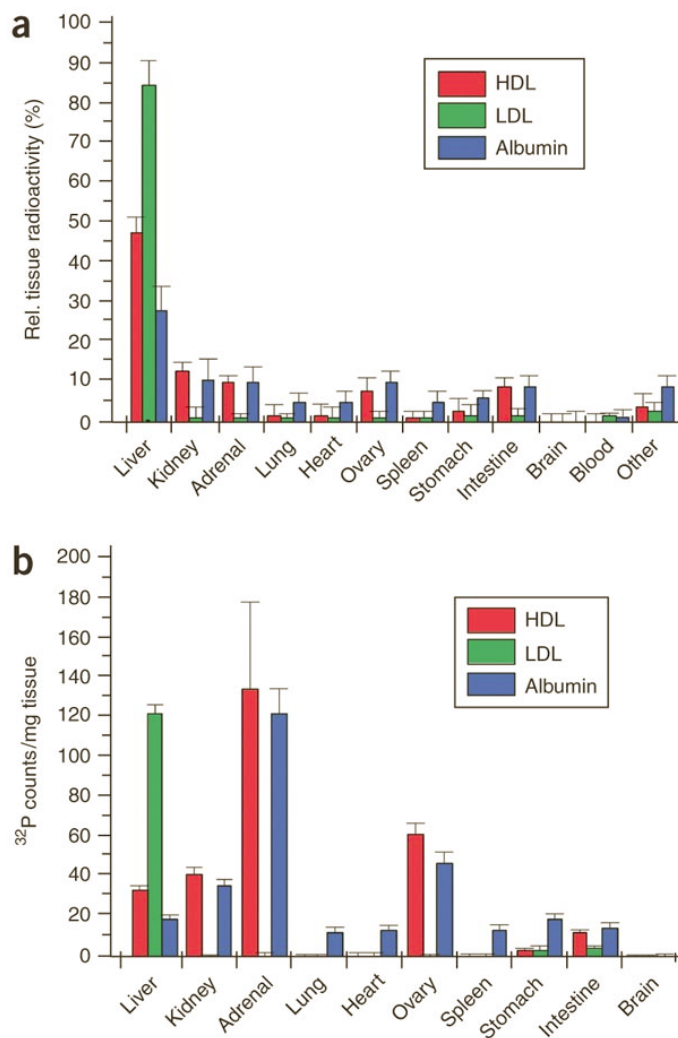 a
100
90
80
70
60
50
40
30
20
10
0
Rel. tissue radioactivity (%)
HDL
LDL
Albumin
Liver
Kidney
Adrenal
Lung
Heart
Ovary
Spleen
Stomach
Intestine
Brain
Blood
Other
b
200
180
160
140
120
100
80
60
40
20
0
³²P counts/mg tissue
HDL
LDL
Albumin
Liver
Kidney
Adrenal
Lung
Heart
Ovary
Spleen
Stomach
Intestine
Brain